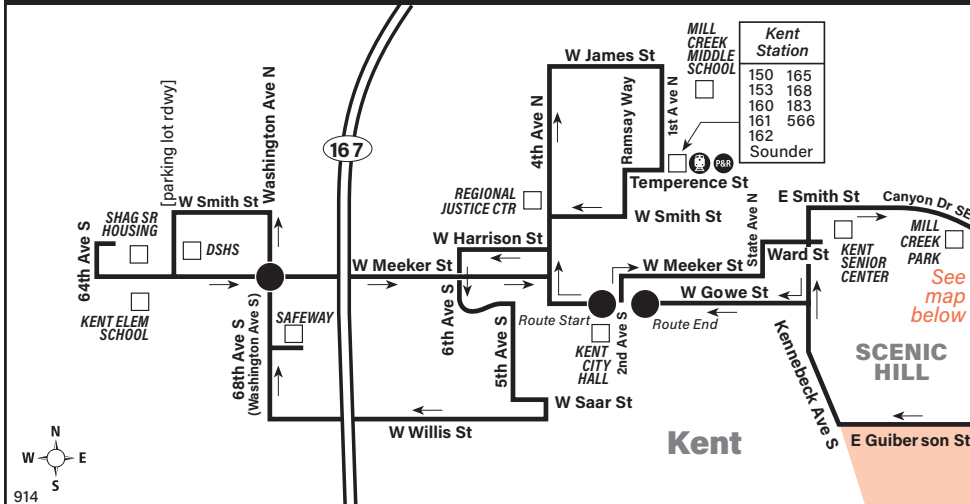 MILL
CREEK
MIDDLE
SCHOOL
Kent
Station
150 165
153 168
160 183
161 566
162
Sounder
W James St
4th Ave N
Ramsay Way
1st Ave N
P&R
Temperence St
W Smith St
REGIONAL
JUSTICE CTR
167
Washington Ave N
[parking lot rdwy]
W Smith St
SHAG SR
HOUSING
DSHS
64th Ave S
KENT ELEM
SCHOOL
W Harrison St
W Meeker St
State Ave N
E Smith St
Canyon Dr SE
Ward St
KENT
SENIOR
CENTER
MILL
CREEK
PARK
See
map
below
W Meeker St
W Gowe St
Route Start
2nd Ave S
Route End
KENT
CITY
HALL
6th Ave S
5th Ave S
68th Ave S
(Washington Ave S)
SAFEWAY
W Saar St
W Willis St
Kennebeck Ave S
SCENIC
HILL
Kent
E Guiberson St
N
W E
S
914